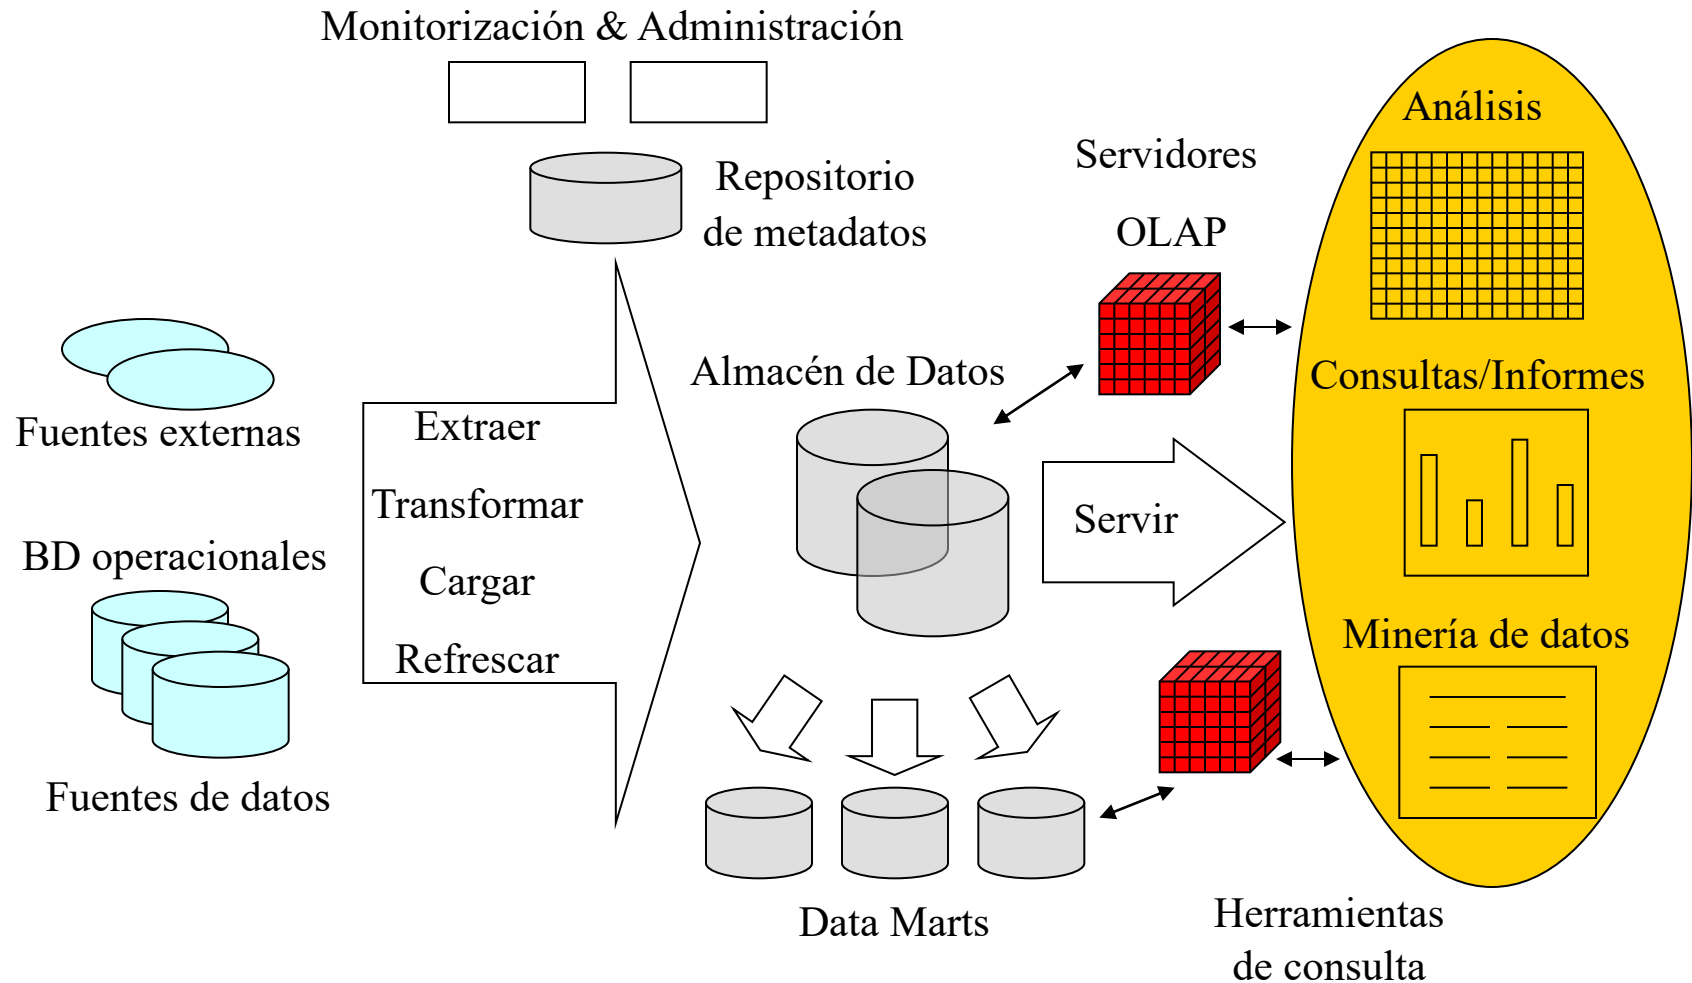 Monitorización & Administración
Repositorio
de metadatos
Servidores
OLAP
Análisis
Fuentes externas
BD operacionales
Fuentes de datos
Extraer
Transformar
Cargar
Refrescar
Almacén de Datos
Servir
Consultas/Informes
Minería de datos
Data Marts
Herramientas
de consulta